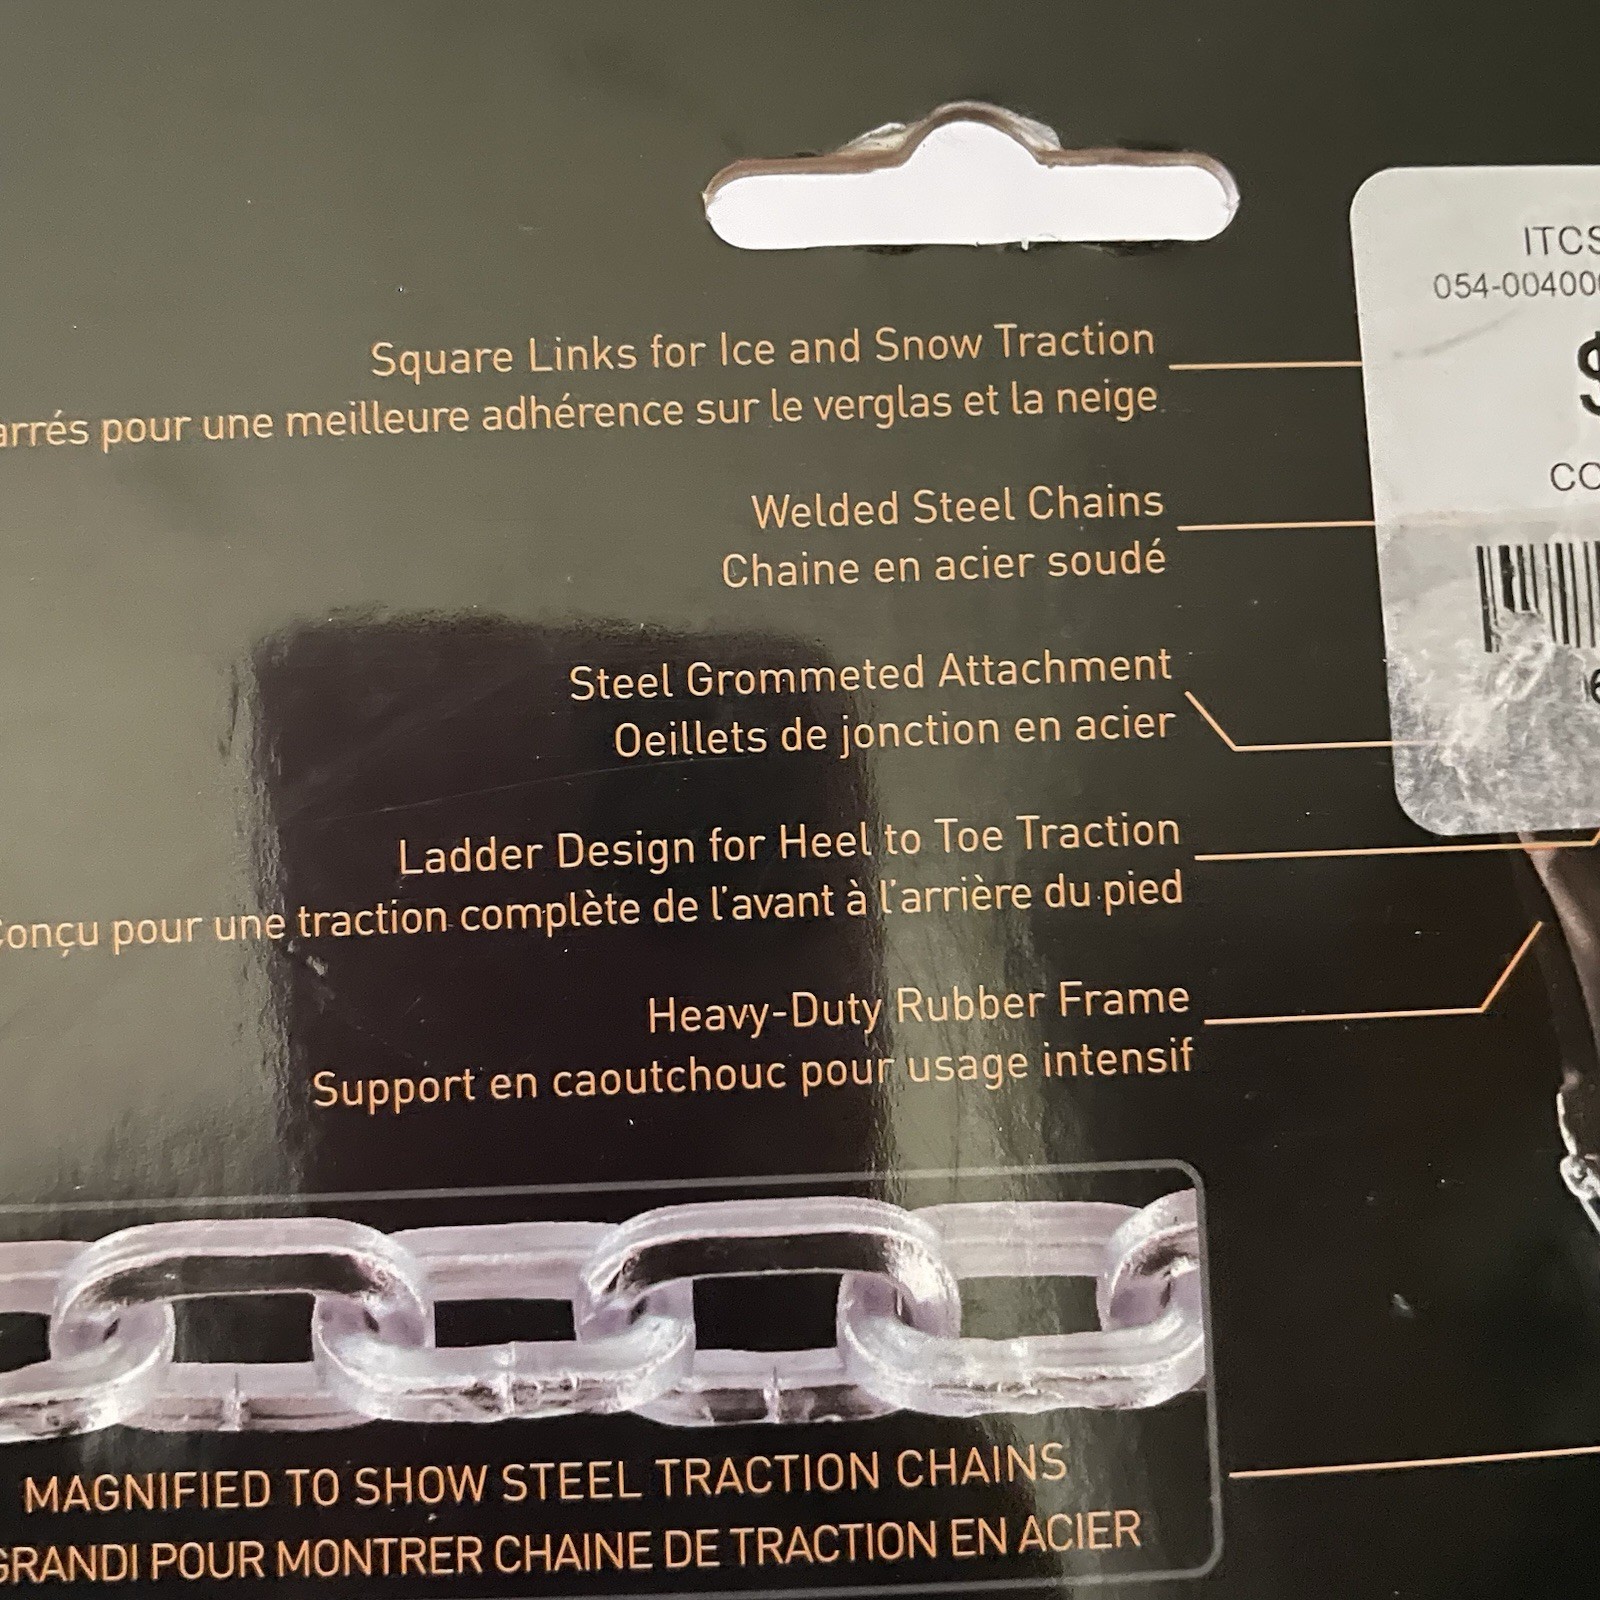 ITCS
054-00400
$
CO
Square Links for Ice and Snow Traction
pour une meilleure adhérence sur le verglas et la neige
Welded Steel Chains
Chaine en acier soudé
Steel Grommeted Attachment
Oeillets de jonction en acier
Ladder Design for Heel to Toe Traction
Conçu pour une traction complète de l'avant à l'arrière du pied
Heavy-Duty Rubber Frame
Support en caoutchouc pour usage intensif
MAGNIFIED TO SHOW STEEL TRACTION CHAINS
GRANDI POUR MONTRER CHAINE DE TRACTION EN ACIER